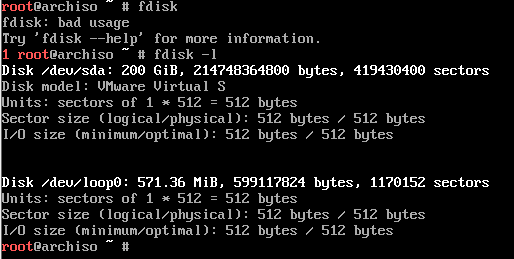 root@archiso ~ # fdisk
fdisk: bad usage
Try 'fdisk --help' for more information.
1 root@archiso ~ # fdisk -l
Disk /dev/sda: 200 GiB, 214748364800 bytes, 419430400 sectors
Disk model: VMware Virtual S
Units: sectors of 1 * 512 = 512 bytes
Sector size (logical/physical): 512 bytes / 512 bytes
I/O size (minimum/optimal): 512 bytes / 512 bytes
Disk /dev/loop0: 571.36 MiB, 599117824 bytes, 1170152 sectors
Units: sectors of 1 * 512 = 512 bytes
Sector size (logical/physical): 512 bytes / 512 bytes
I/O size (minimum/optimal): 512 bytes / 512 bytes
root@archiso ~ #